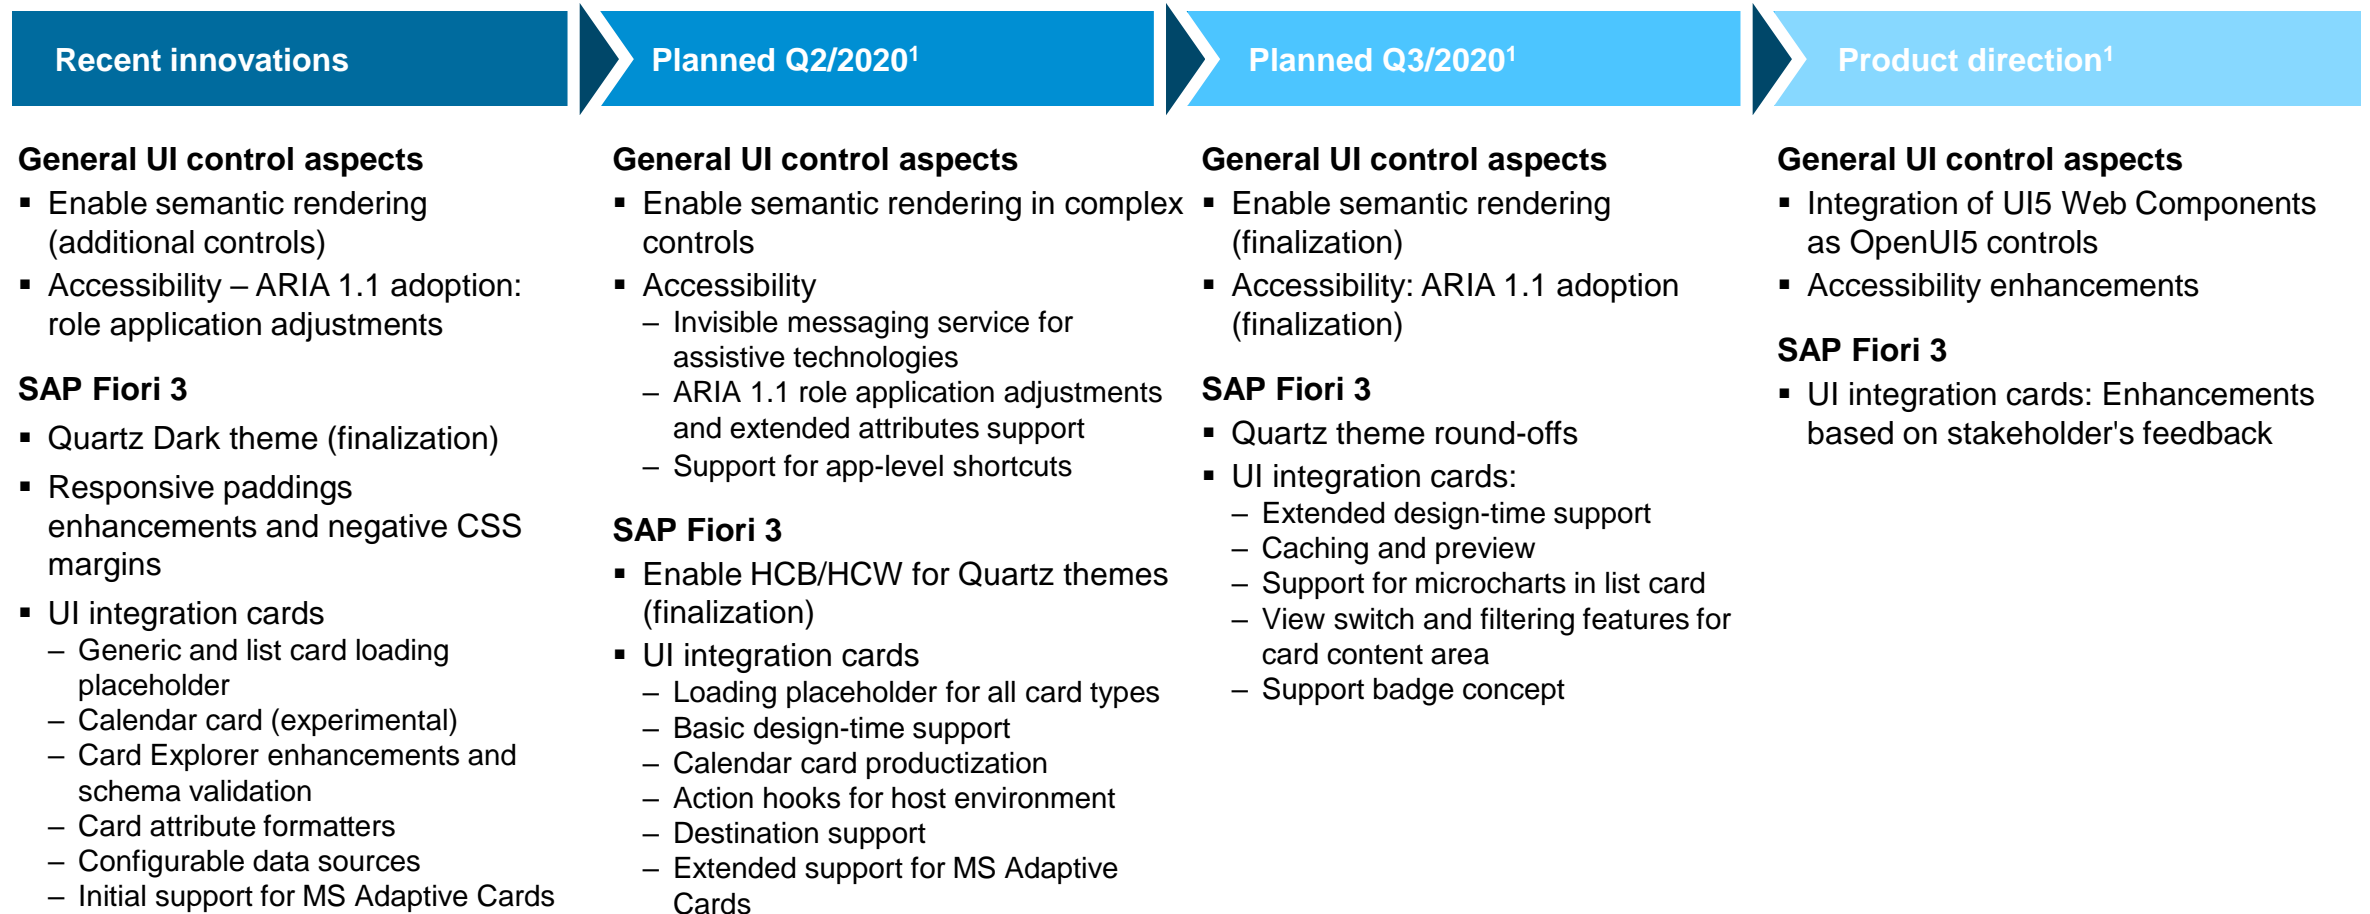 Recent innovations
Planned Q2/2020¹
Planned Q3/2020¹
Product direction¹
General UI control aspects
▪ Enable semantic rendering
(additional controls)
▪ Accessibility – ARIA 1.1 adoption:
role application adjustments
SAP Fiori 3
▪ Quartz Dark theme (finalization)
▪ Responsive paddings
enhancements and negative CSS
margins
▪ UI integration cards
– Generic and list card loading
placeholder
– Calendar card (experimental)
– Card Explorer enhancements and
schema validation
– Card attribute formatters
– Configurable data sources
– Initial support for MS Adaptive Cards
General UI control aspects
▪ Enable semantic rendering in complex
controls
▪ Accessibility
– Invisible messaging service for
assistive technologies
– ARIA 1.1 role application adjustments
and extended attributes support
– Support for app-level shortcuts
SAP Fiori 3
▪ Enable HCB/HCW for Quartz themes
(finalization)
▪ UI integration cards
– Loading placeholder for all card types
– Basic design-time support
– Calendar card productization
– Action hooks for host environment
– Destination support
– Extended support for MS Adaptive
Cards
General UI control aspects
▪ Enable semantic rendering
(finalization)
▪ Accessibility: ARIA 1.1 adoption
(finalization)
SAP Fiori 3
▪ Quartz theme round-offs
▪ UI integration cards:
– Extended design-time support
– Caching and preview
– Support for microcharts in list card
– View switch and filtering features for
card content area
– Support badge concept
General UI control aspects
▪ Integration of UI5 Web Components
as OpenUI5 controls
▪ Accessibility enhancements
SAP Fiori 3
▪ UI integration cards: Enhancements
based on stakeholder's feedback